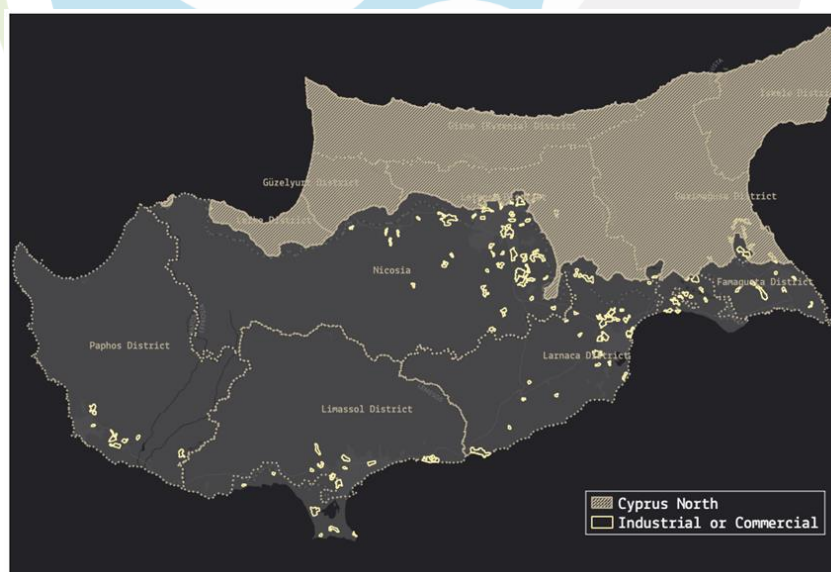 İskele District
Girne (Kyrenia) District
Güzelyurt District
Lefke District
Gazimağusa District
Nicosia
Famagusta District
Paphos District
Larnaca District
Limassol District
Cyprus North
Industrial or Commercial